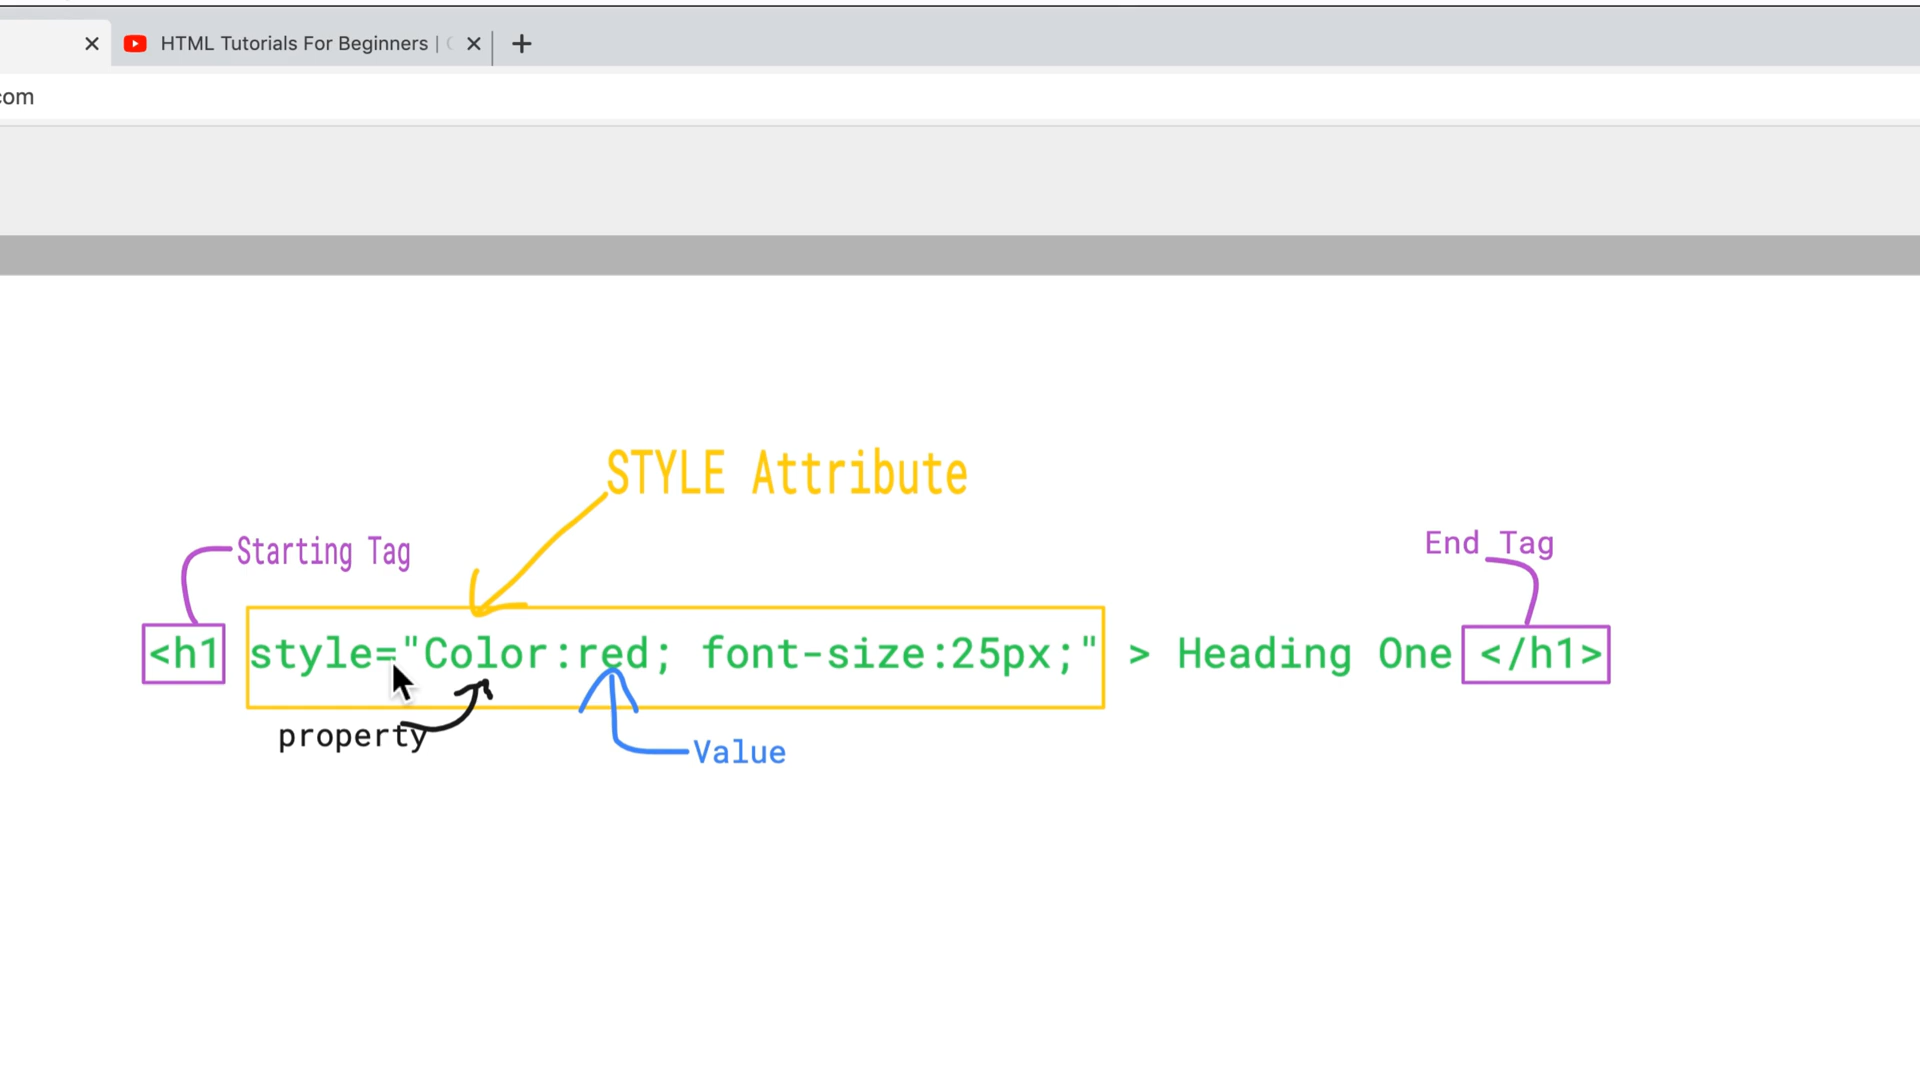 HTML Tutorials For Beginners |
com
STYLE Attribute
Starting Tag
End Tag
<h1 style="Color:red; font-size:25px;" > Heading One </h1>
property
Value